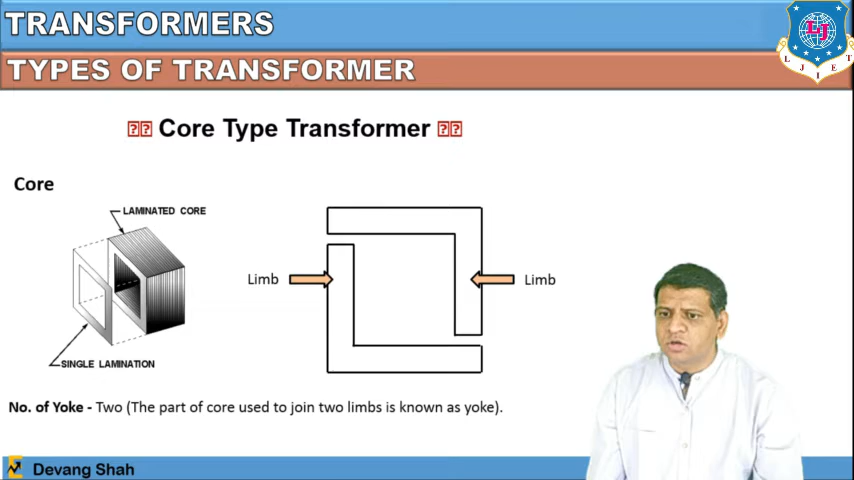 TRANSFORMERS
TYPES OF TRANSFORMER
LJ
L J I E T
Core Type Transformer
Core
LAMINATED CORE
Limb
Limb
SINGLE LAMINATION
No. of Yoke - Two (The part of core used to join two limbs is known as yoke).
Devang Shah